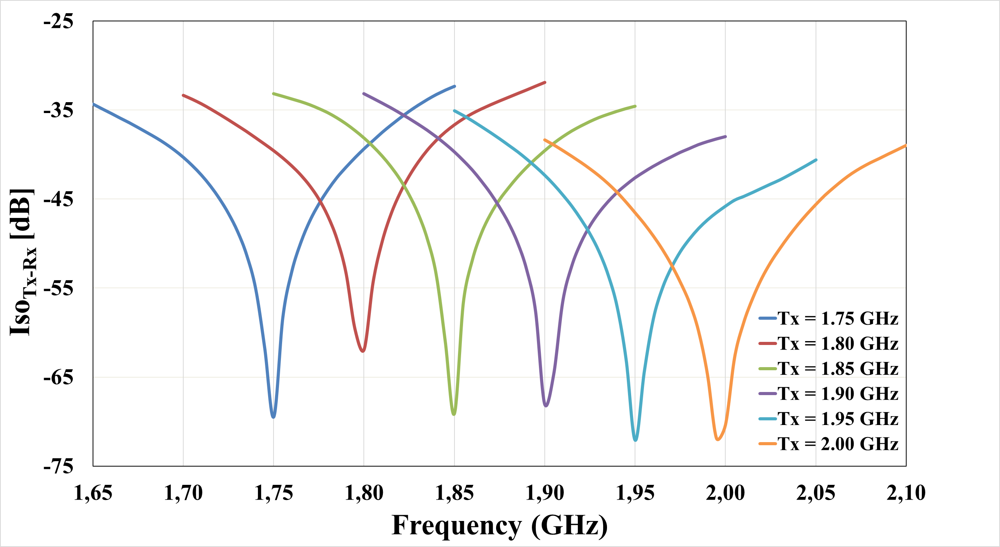 -25
-35
-45
-55
-65
-75
Iso Tx-Rx [dB]
1,65 1,70 1,75 1,80 1,85 1,90 1,95 2,00 2,05 2,10
Frequency (GHz)
Tx = 1.75 GHz
Tx = 1.80 GHz
Tx = 1.85 GHz
Tx = 1.90 GHz
Tx = 1.95 GHz
Tx = 2.00 GHz